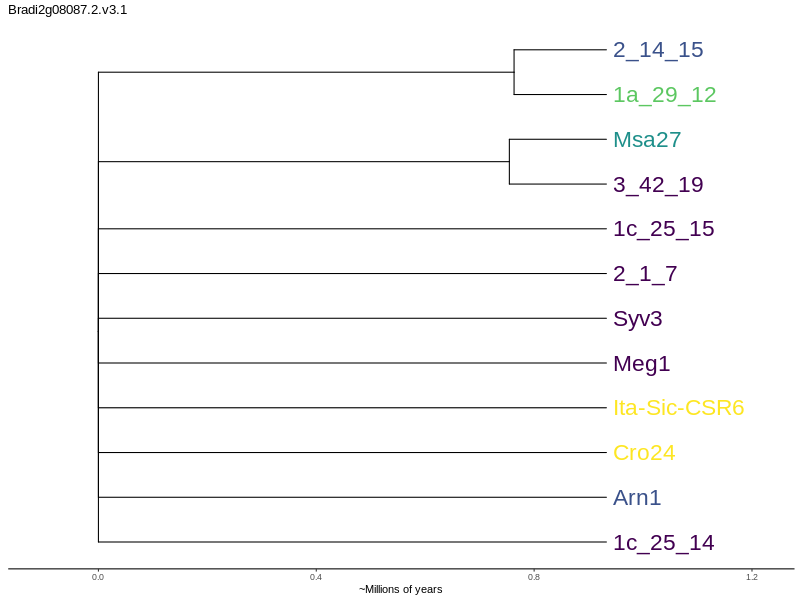 Bradi2g08087.2.v3.1
2_14_15
1a_29_12
Msa27
3_42_19
1c_25_15
2_1_7
Syv3
Meg1
Ita-Sic-CSR6
Cro24
Arn1
1c_25_14
0.0 0.4 0.8 1.2
~Millions of years